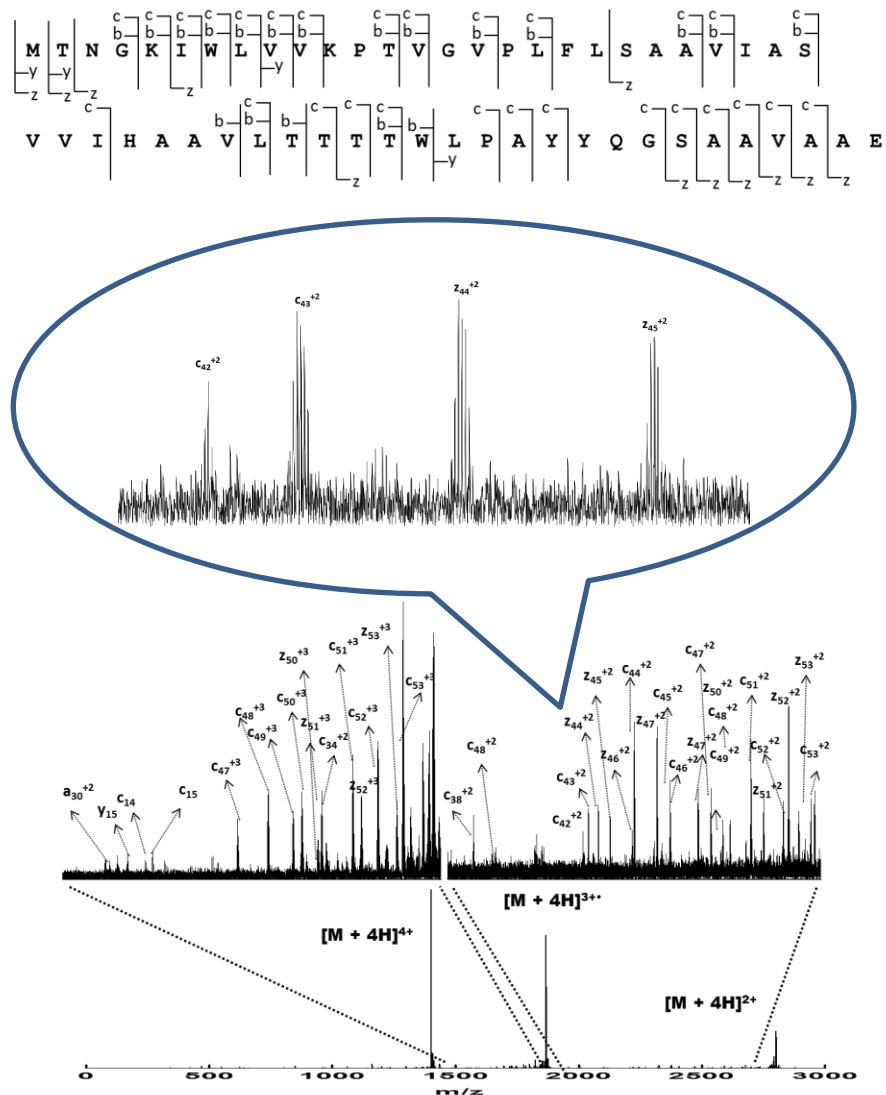 c c c c c c c c c c c c c c
b b b b b b b b b b b b b b
M T N G K I W L V V K P T V G V P L F L S A A V I A S
y y y
z z z z z
c c c c c c c c c c c c c c
b b b b b
V V I H A A V L T T T T W L P A Y Y Q G S A A V A A E
y
z z z z z z z
z₄₄⁺²
c₄₃⁺²
z₄₅⁺²
c₄₂⁺²
z₅₃⁺³
c₅₁⁺³
z₅₀⁺³
c₅₃⁺³
c₅₀⁺³
c₄₈⁺³
c₅₂⁺³
z₅₁⁺³
c₄₉⁺³
c₃₄⁺²
c₄₇⁺³
z₅₂⁺³
a₃₀⁺²
y₁₅
c₁₄
c₁₅
c₄₇⁺²
z₅₃⁺²
c₄₄⁺²
z₄₅⁺²
z₅₀⁺²
c₅₁⁺²
c₄₅⁺²
z₅₂⁺²
c₄₈⁺²
z₄₄⁺²
z₄₇⁺²
z₄₇⁺²
c₄₈⁺²
c₄₉⁺²
c₅₂⁺²
c₅₃⁺²
z₄₆⁺²
c₄₆⁺²
c₄₃⁺²
z₅₁⁺²
c₃₈⁺²
c₄₂⁺²
[M + 4H]³⁺•
[M + 4H]⁴⁺
[M + 4H]²⁺
0 500 1000 1500 2000 2500 3000
m/z